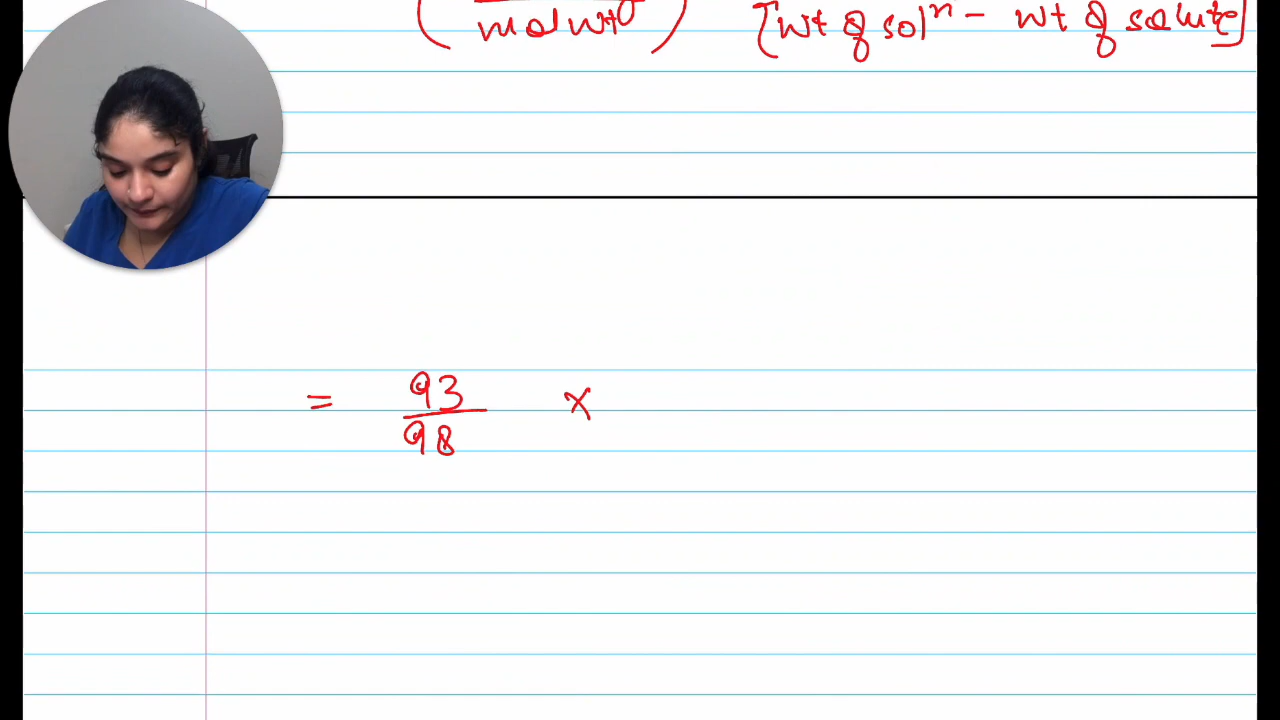 (mol wt) [wt of solⁿ - wt of solute]
= 93/98 ×